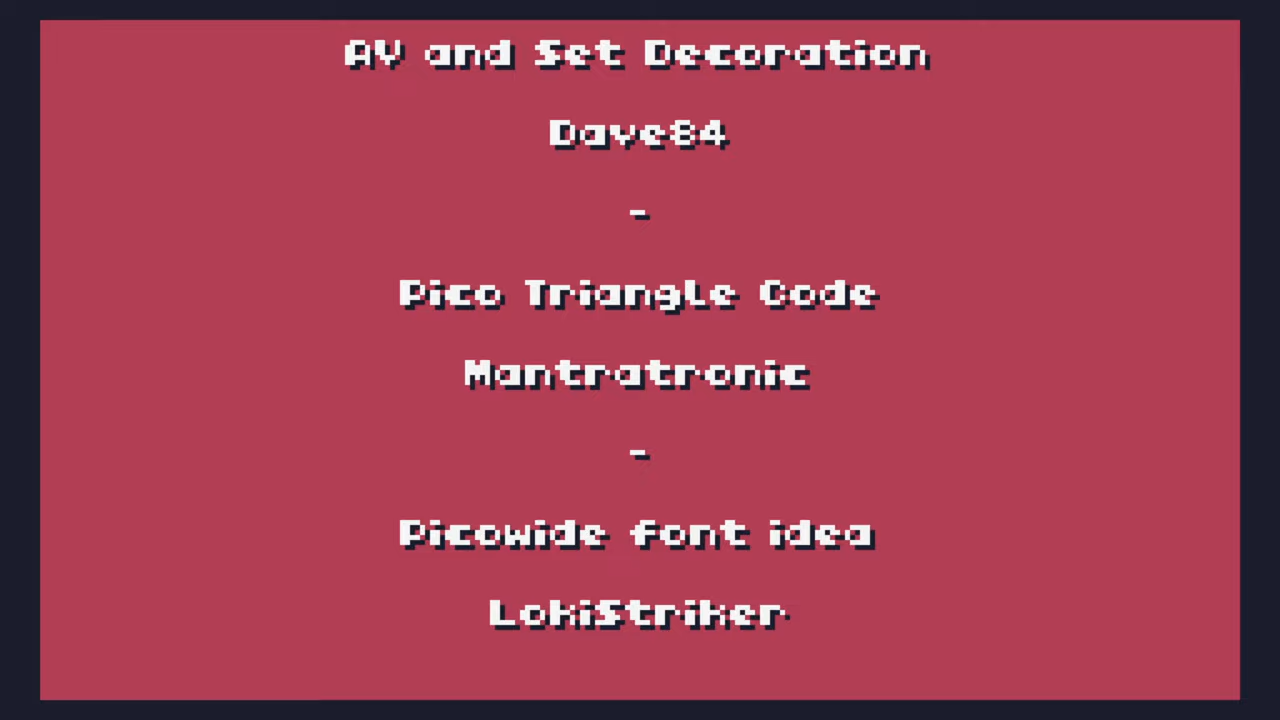 AV and Set Decoration
Dave84
-
Pico Triangle Code
Mantratronic
-
Picowide font idea
LokiStriker